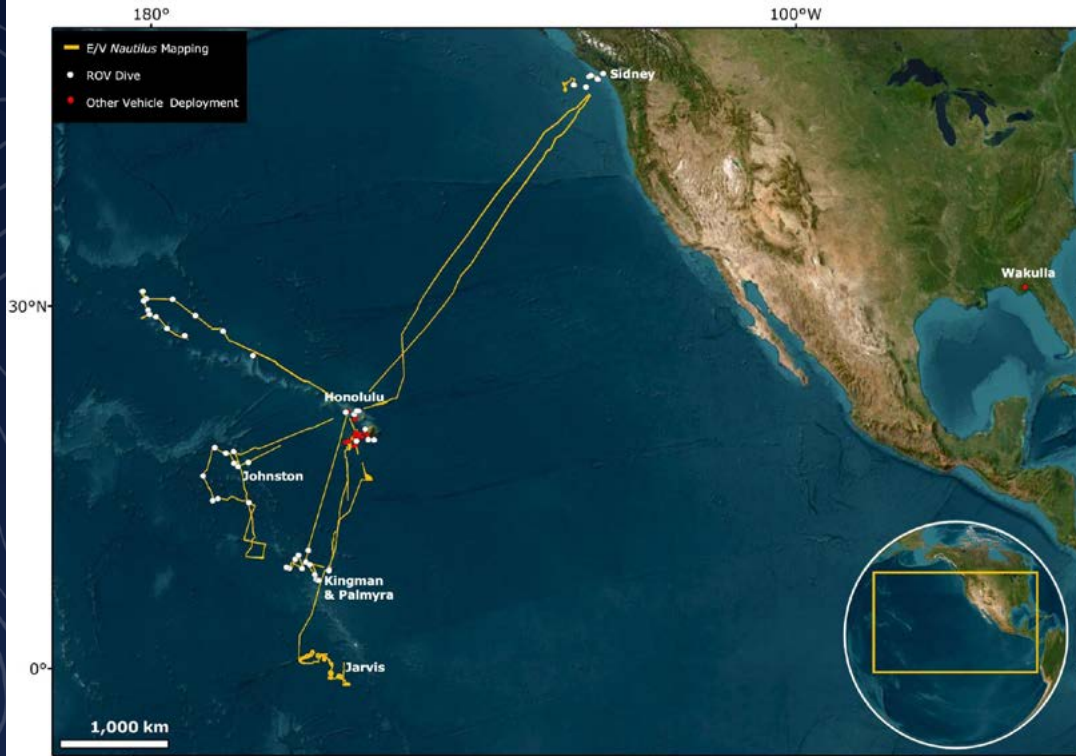 180°
100°W
E/V Nautilus Mapping
ROV Dive
Other Vehicle Deployment
Sidney
Wakulla
30°N
Honolulu
Johnston
Kingman
& Palmyra
0°
Jarvis
1,000 km